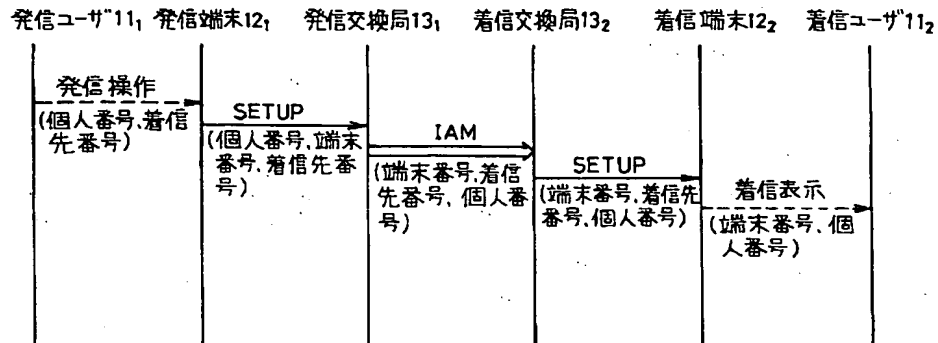 発信ユーザ11₁ 発信端末12₁ 発信交換局13₁ 着信交換局13₂ 着信端末12₂ 着信ユーザ11₂
発信操作
(個人番号、着信
先番号)
SETUP
(個人番号、端末
番号、着信先番
号)
IAM
(端末番号、着信
先番号、個人番
号)
SETUP
(端末番号、着信先
番号、個人番号)
着信表示
(端末番号、個
人番号)